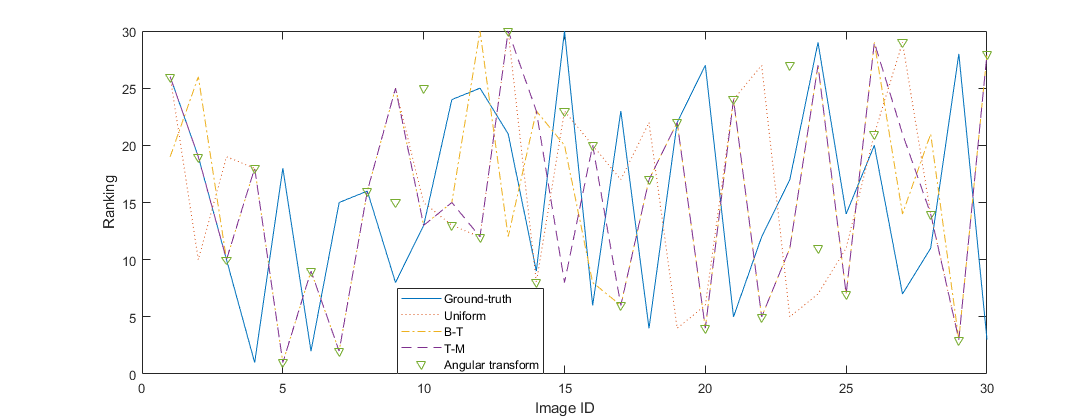 30
25
20
15
10
5
0
Ranking
Ground-truth
Uniform
B-T
T-M
Angular transform
0 5 10 15 20 25 30
Image ID